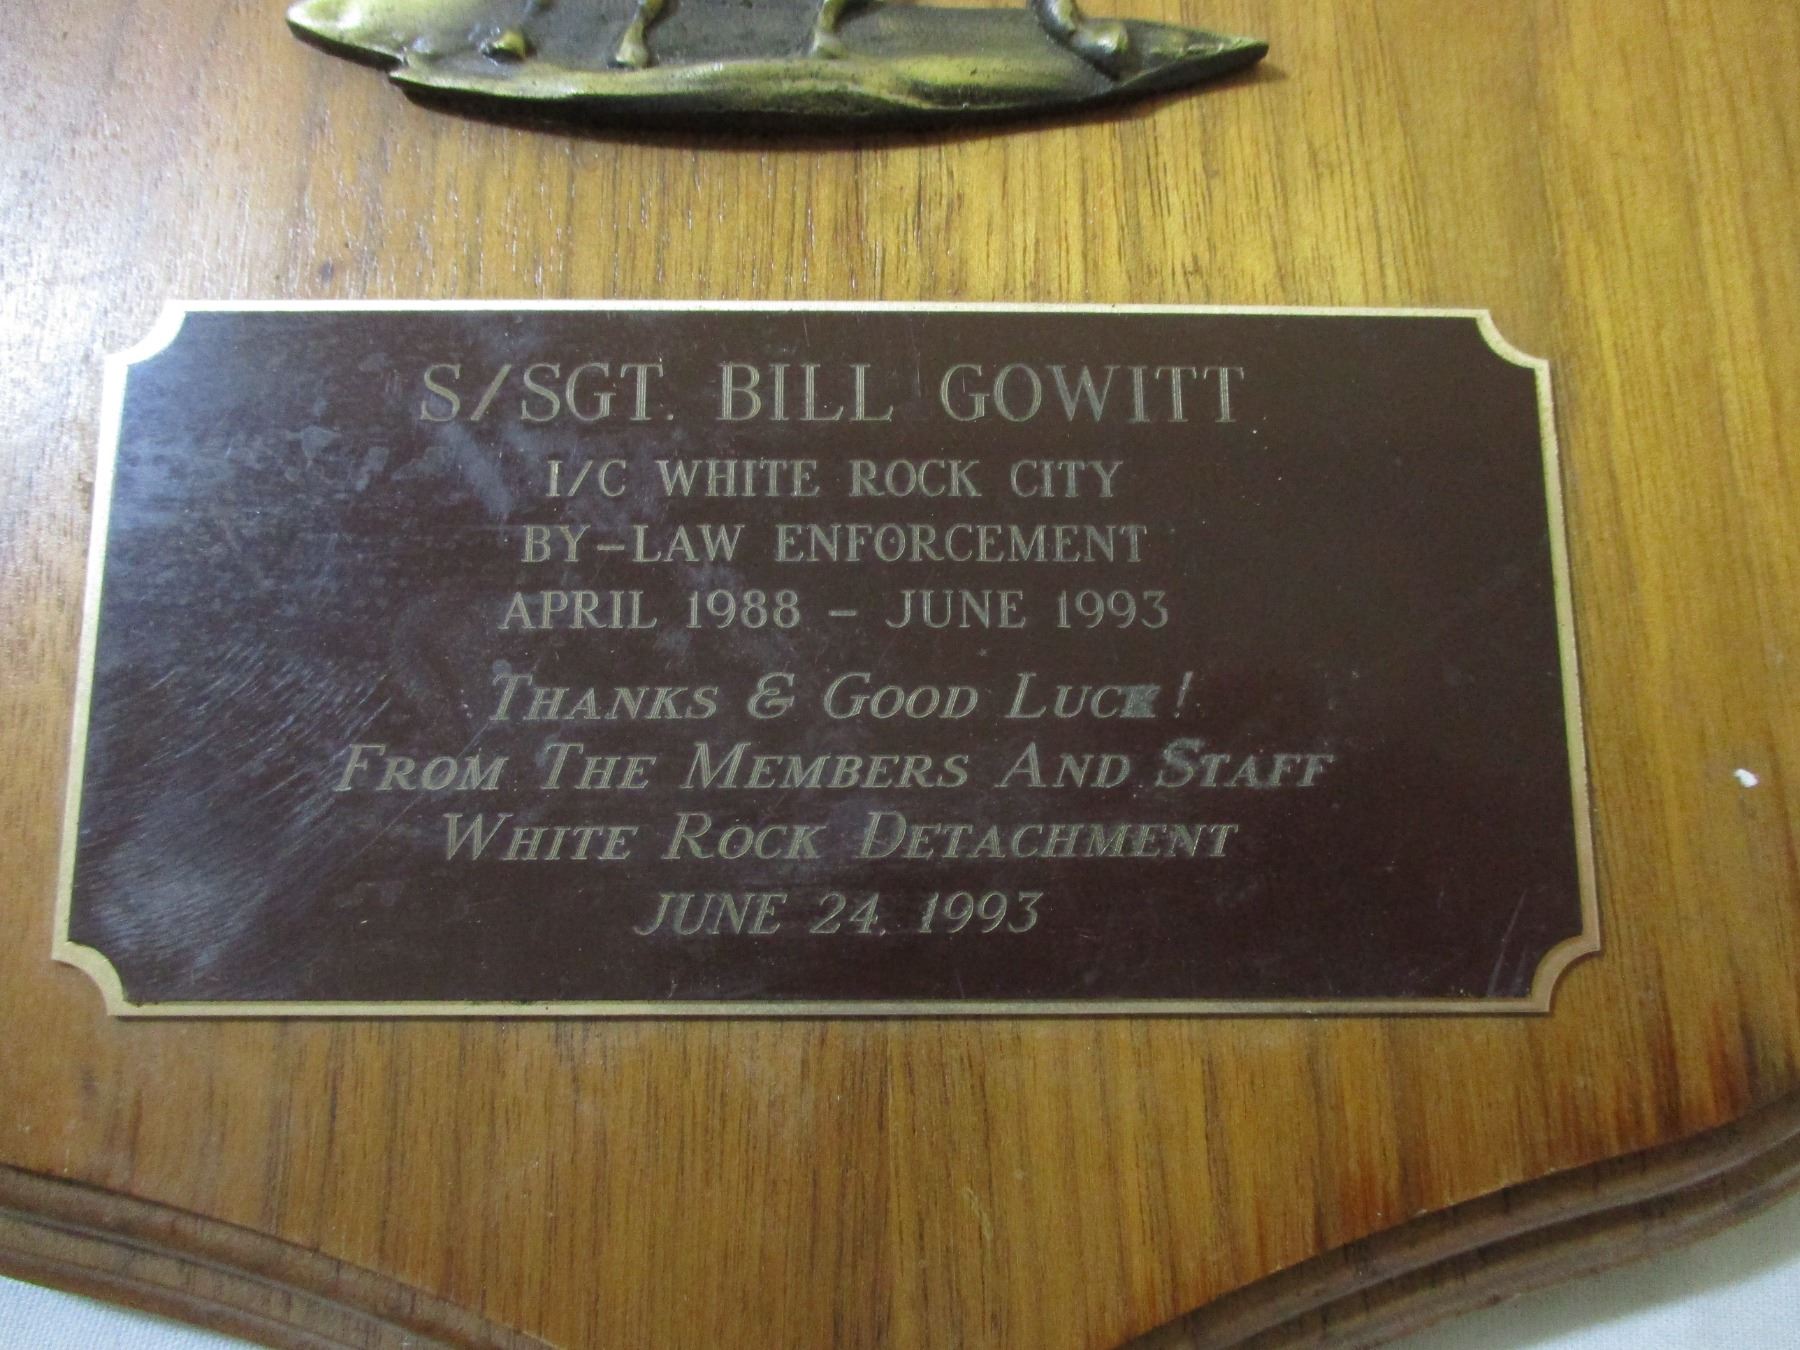 S/SGT. BILL GOWITT
I/C WHITE ROCK CITY
BY-LAW ENFORCEMENT
APRIL 1988 - JUNE 1993
THANKS & GOOD LUCK!
FROM THE MEMBERS AND STAFF
WHITE ROCK DETACHMENT
JUNE 24, 1993